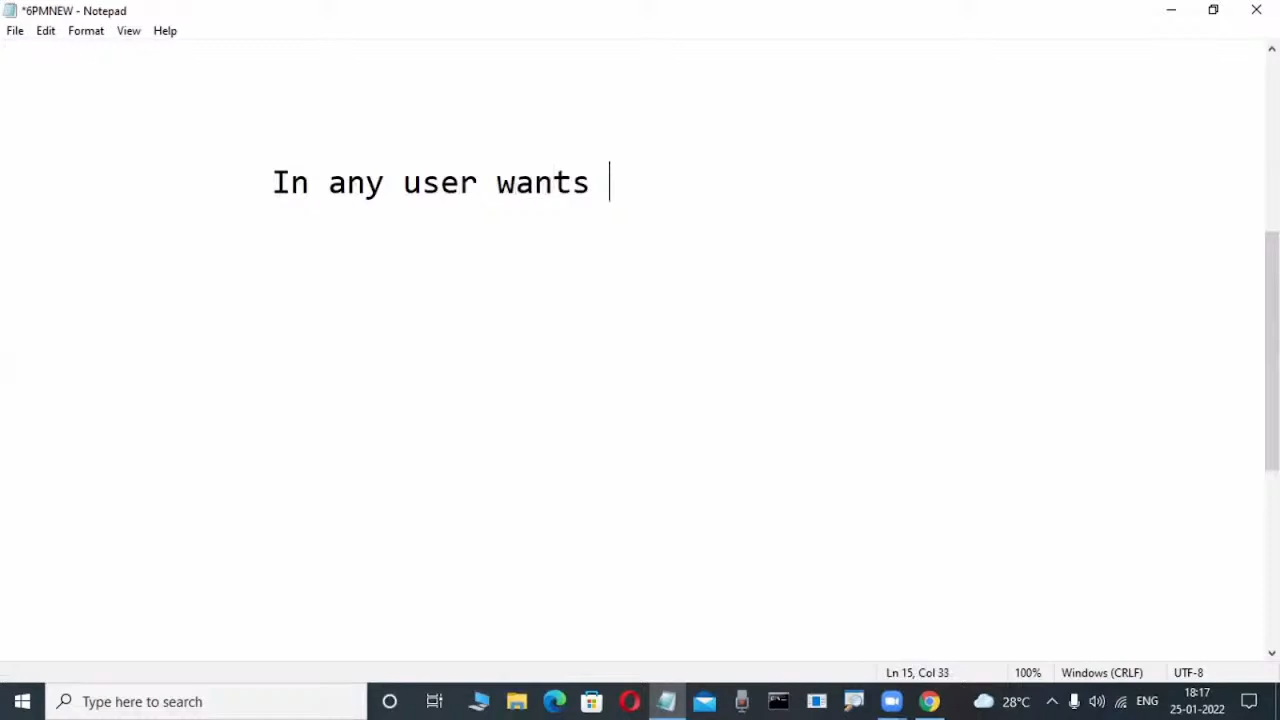 *6PMNEW - Notepad
File Edit Format View Help
In any user wants
Ln 15, Col 33 100% Windows (CRLF) UTF-8
Type here to search
28°C
ENG
18:17
25-01-2022